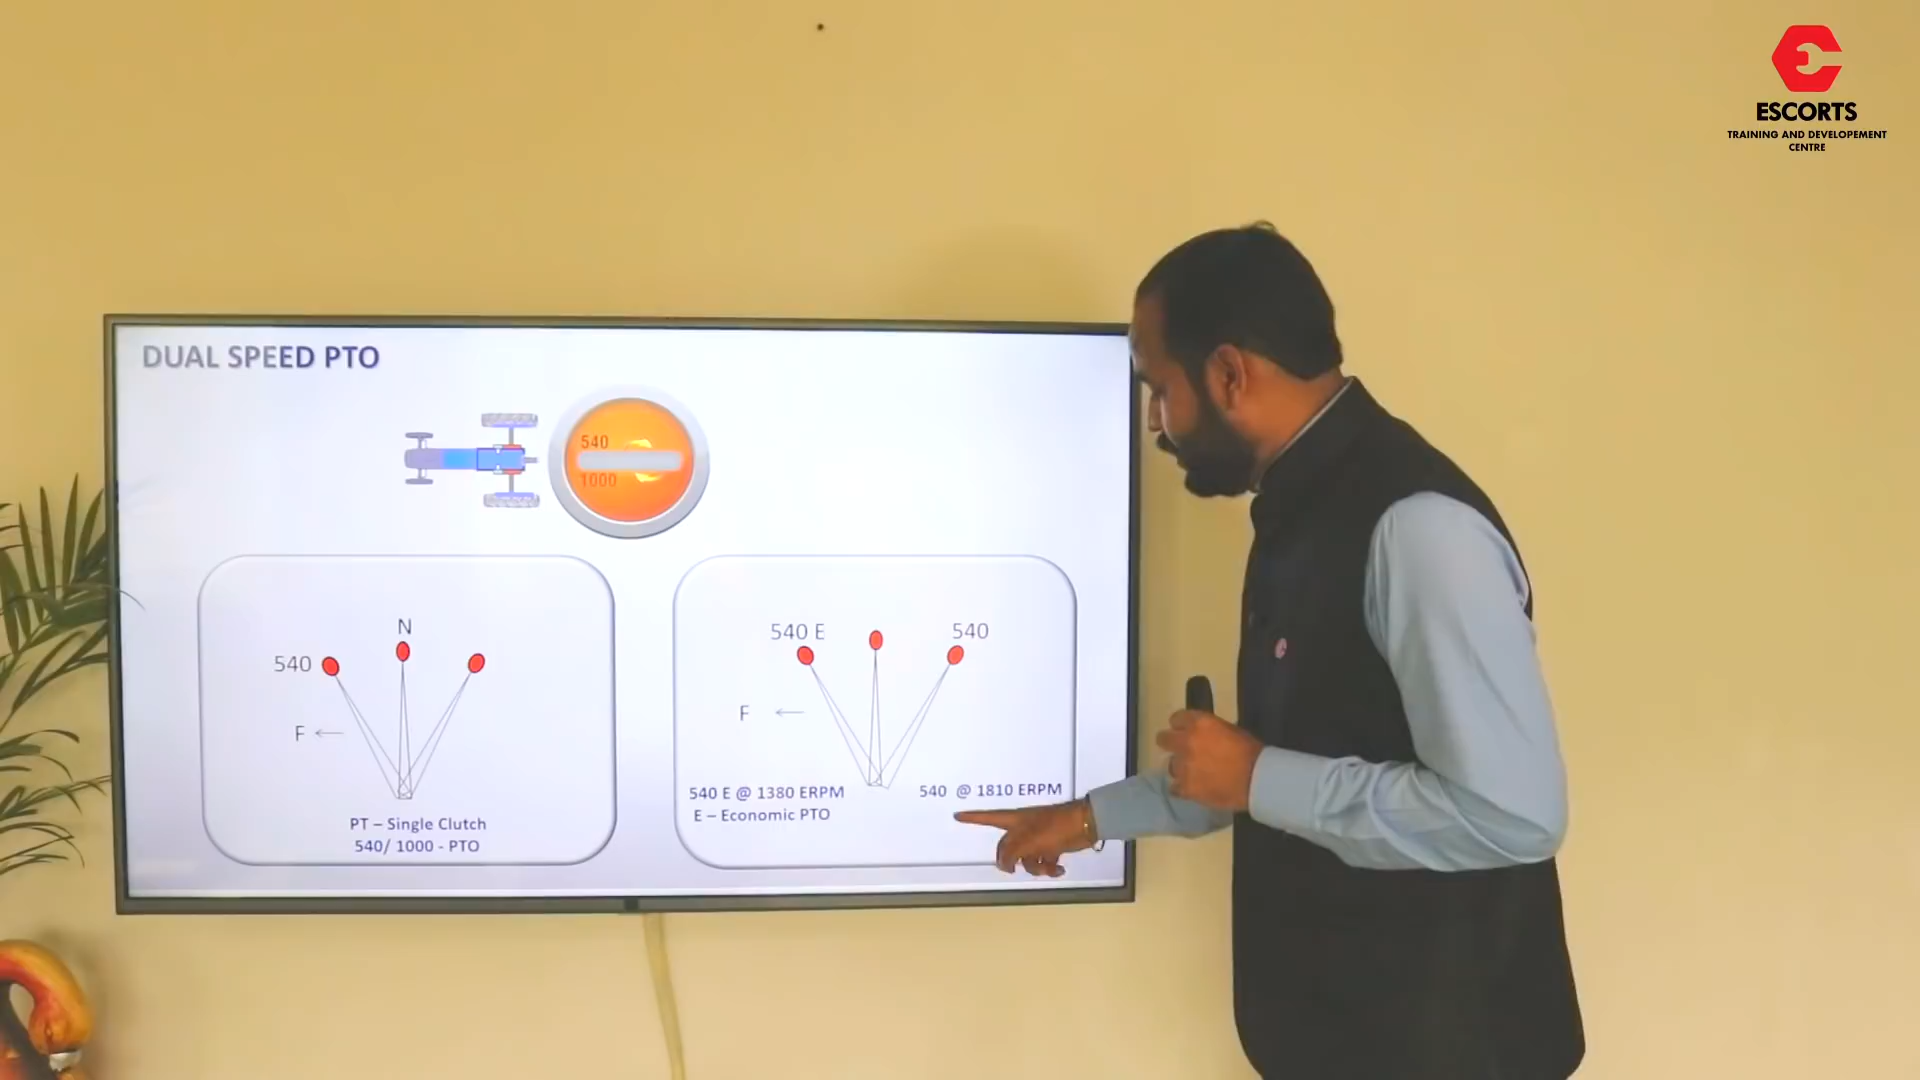 ESCORTS
TRAINING AND DEVELOPEMENT
CENTRE
DUAL SPEED PTO
540
1000
N
540
F
PT – Single Clutch
540/ 1000 - PTO
540 E
540
F
540 E @ 1380 ERPM
540 @ 1810 ERPM
E – Economic PTO